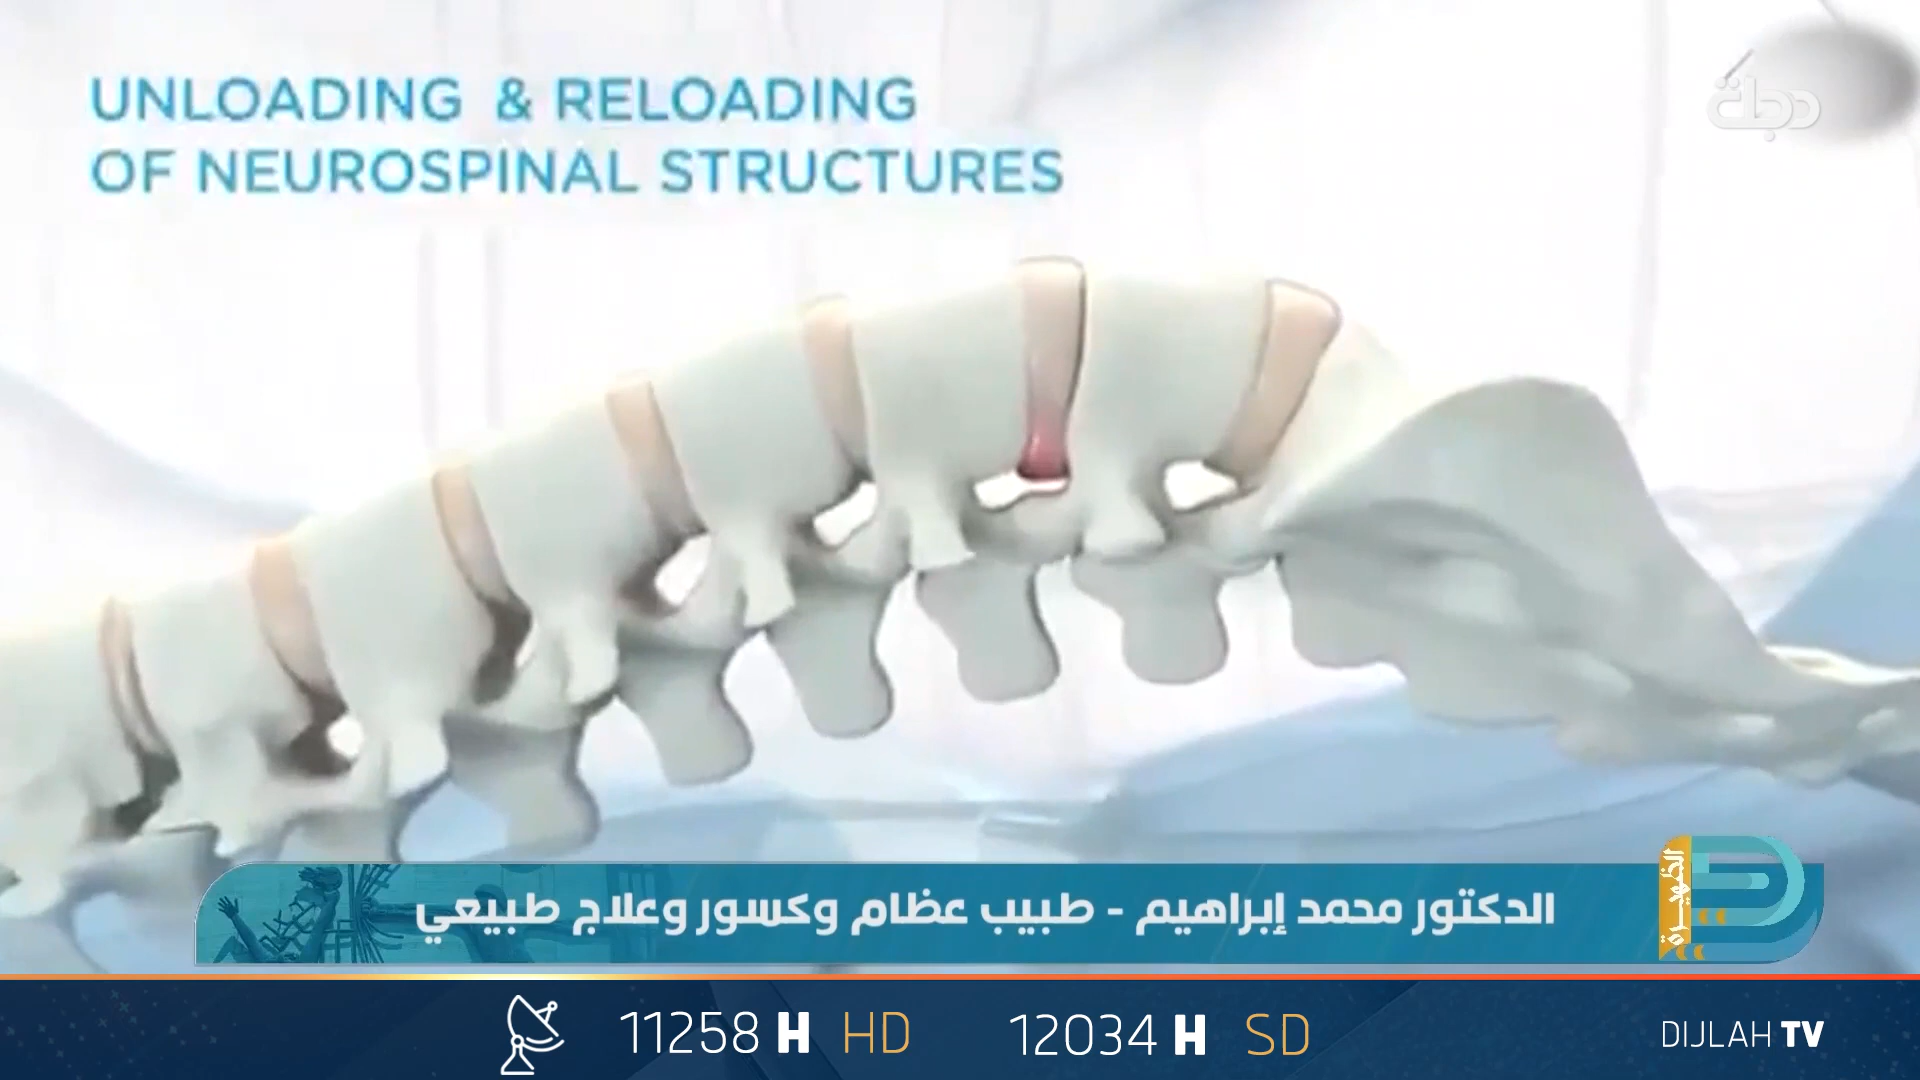 UNLOADING & RELOADING
OF NEUROSPINAL STRUCTURES
دجلة
الدكتور محمد إبراهيم - طبيب عظام وكسور وعلاج طبيعي
الظهيرة
11258 H HD 12034 H SD DIJLAH TV